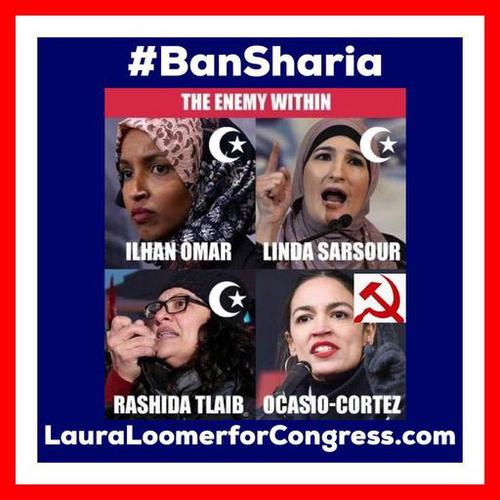 #BanSharia
THE ENEMY WITHIN
ILHAN OMAR
LINDA SARSOUR
RASHIDA TLAIB
OCASIO-CORTEZ
LauraLoomerforCongress.com